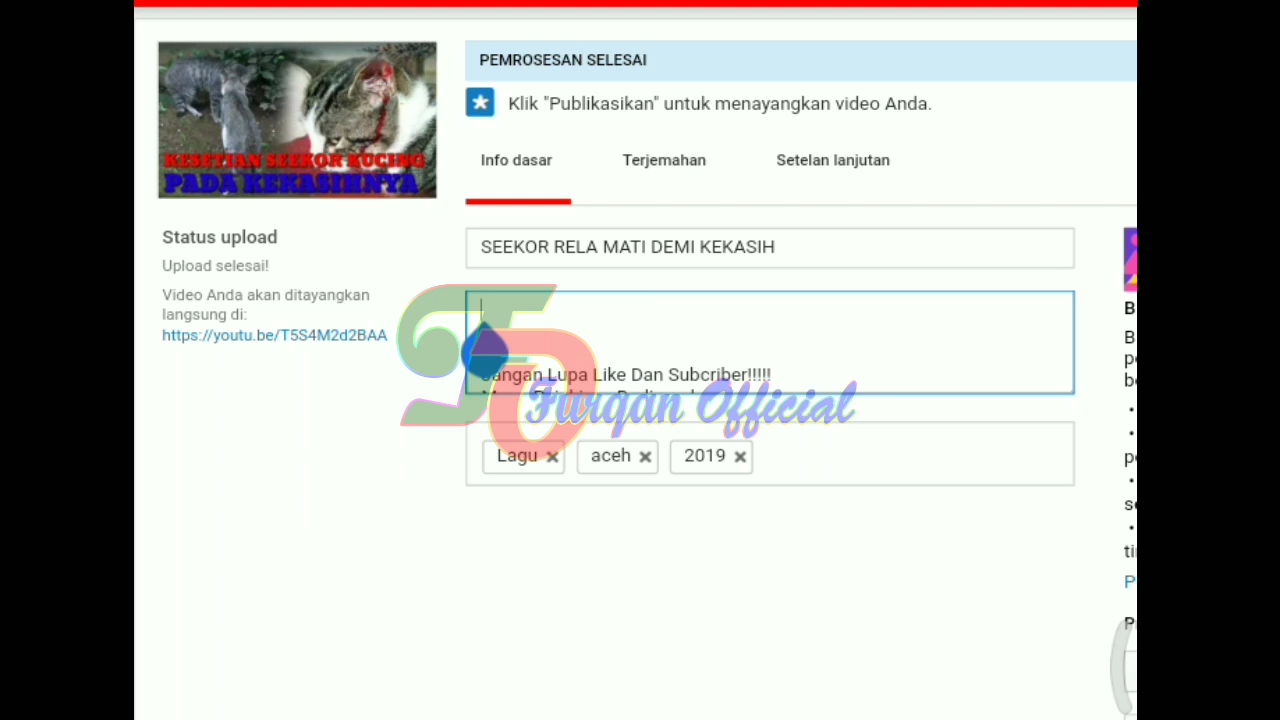 KESETIAN SEEKOR KUCING
PADA KEKASIHNYA
Status upload
Upload selesai!
Video Anda akan ditayangkan
langsung di:
https://youtu.be/T5S4M2d2BAA
PEMROSESAN SELESAI
Klik "Publikasikan" untuk menayangkan video Anda.
Info dasar Terjemahan Setelan lanjutan
SEEKOR RELA MATI DEMI KEKASIH
Jangan Lupa Like Dan Subcriber!!!!!
Furqan Official
Lagu aceh 2019